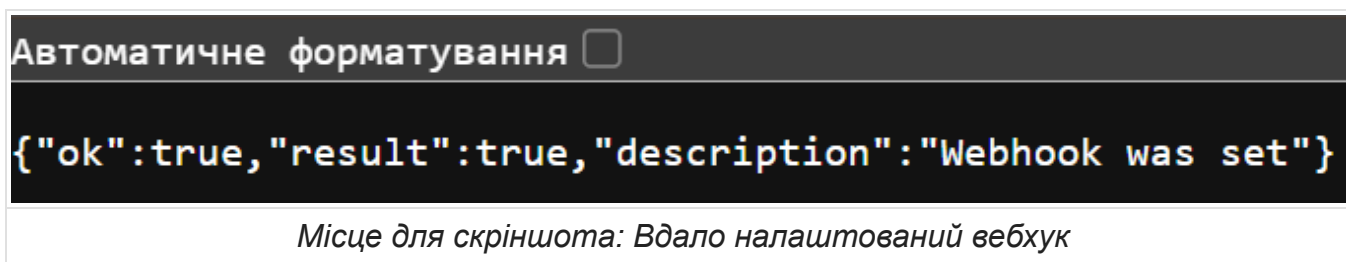 Автоматичне форматування
{"ok":true,"result":true,"description":"Webhook was set"}
Місце для скріншота: Вдало налаштований вебхук